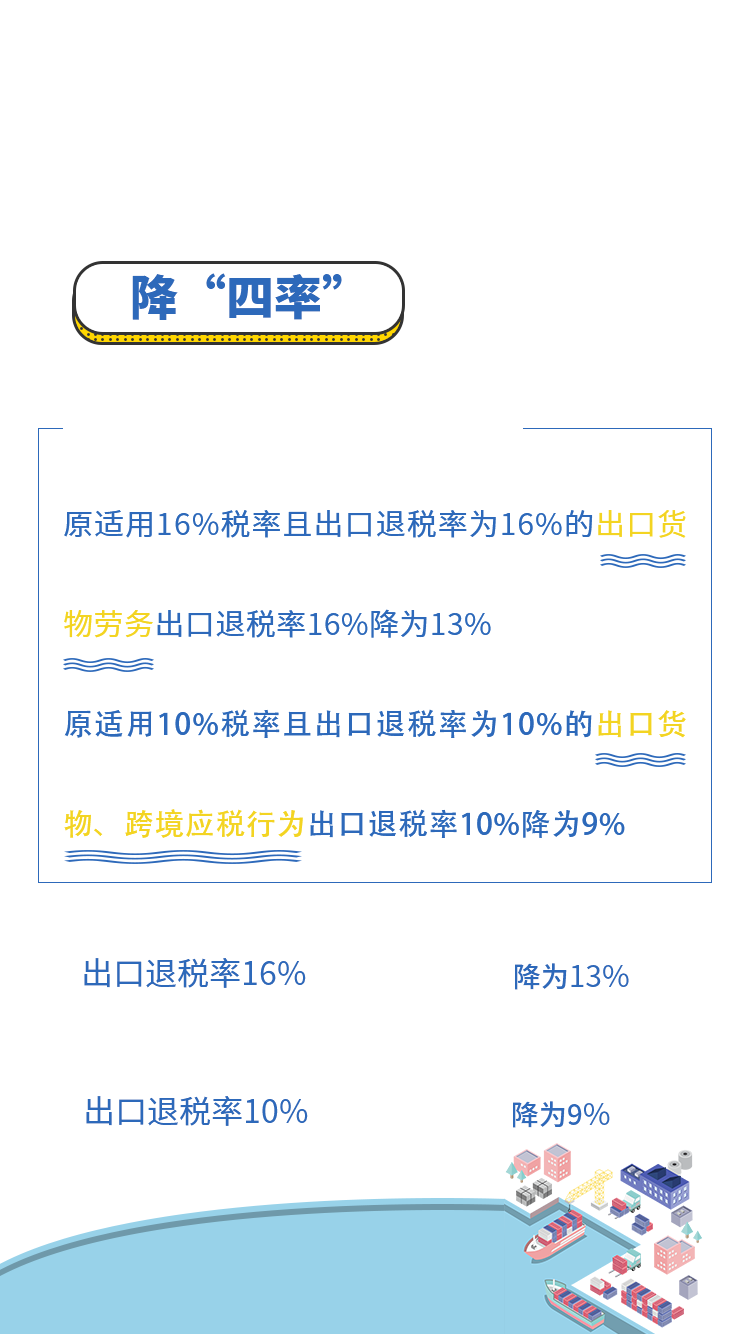 降“四率”
原适用16%税率且出口退税率为16%的出口货
物劳务出口退税率16%降为13%
原适用10%税率且出口退税率为10%的出口货
物、跨境应税行为出口退税率10%降为9%
出口退税率16%
降为13%
出口退税率10%
降为9%